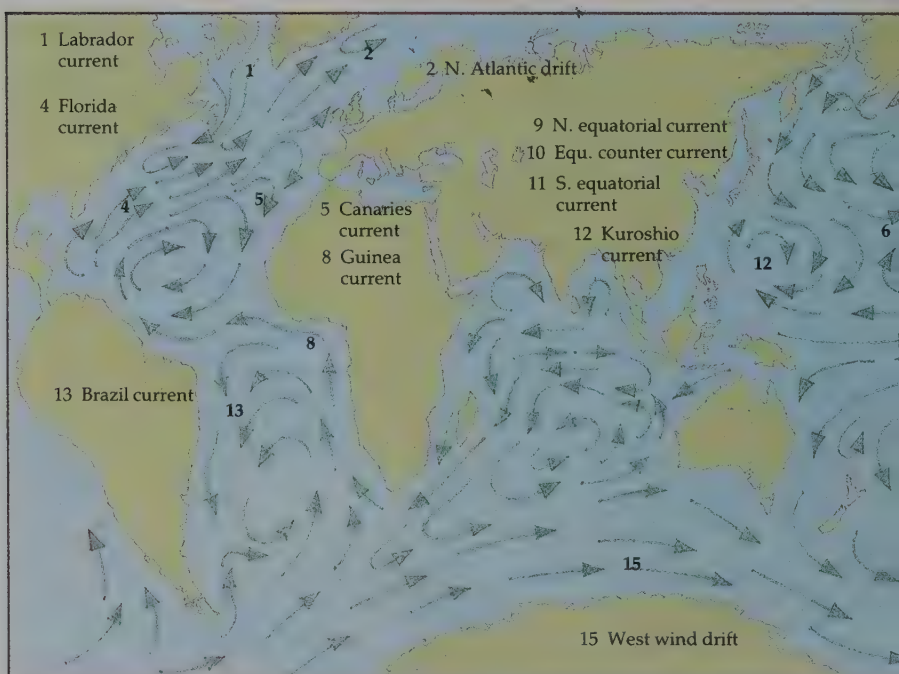 1 Labrador
current
4 Florida
current
1
2
2 N. Atlantic drift
9 N. equatorial current
10 Equ. counter current
11 S. equatorial
current
12 Kuroshio
current
5 Canaries
current
8 Guinea
current
4
5
6
12
8
13 Brazil current
13
15
15 West wind drift